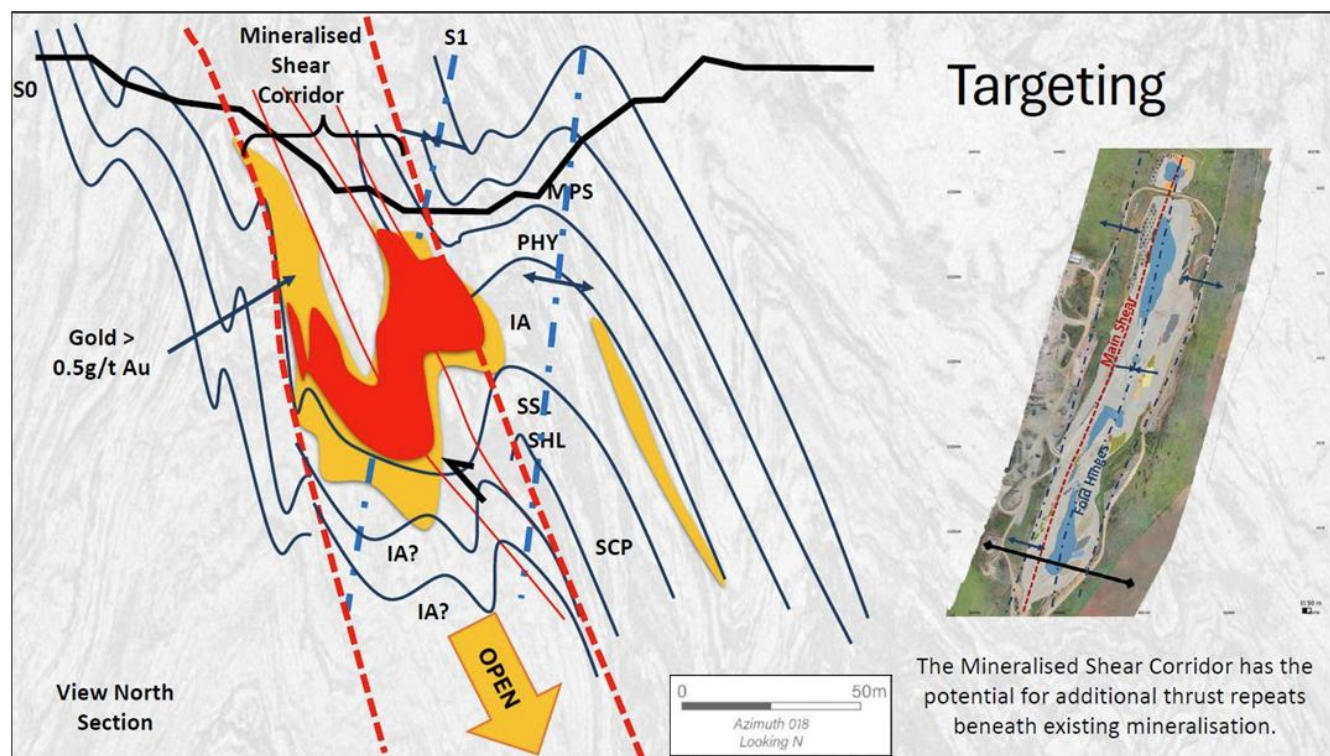 Mineralised
Shear
Corridor
S1
S0
Targeting
MPS
PHY
Gold >
0.5g/t Au
IA
SSL
SHL
SCP
IA?
IA?
OPEN
View North
Section
0 50m
Azimuth 018
Looking N
Main Shear
Fold Hinges
The Mineralised Shear Corridor has the
potential for additional thrust repeats
beneath existing mineralisation.